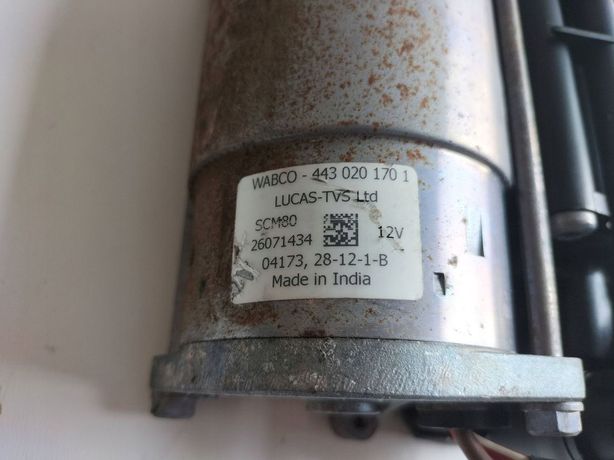 WABCO - 443 020 170 1
LUCAS-TVS Ltd
SCM80
12V
26071434
04173, 28-12-1-B
Made in India